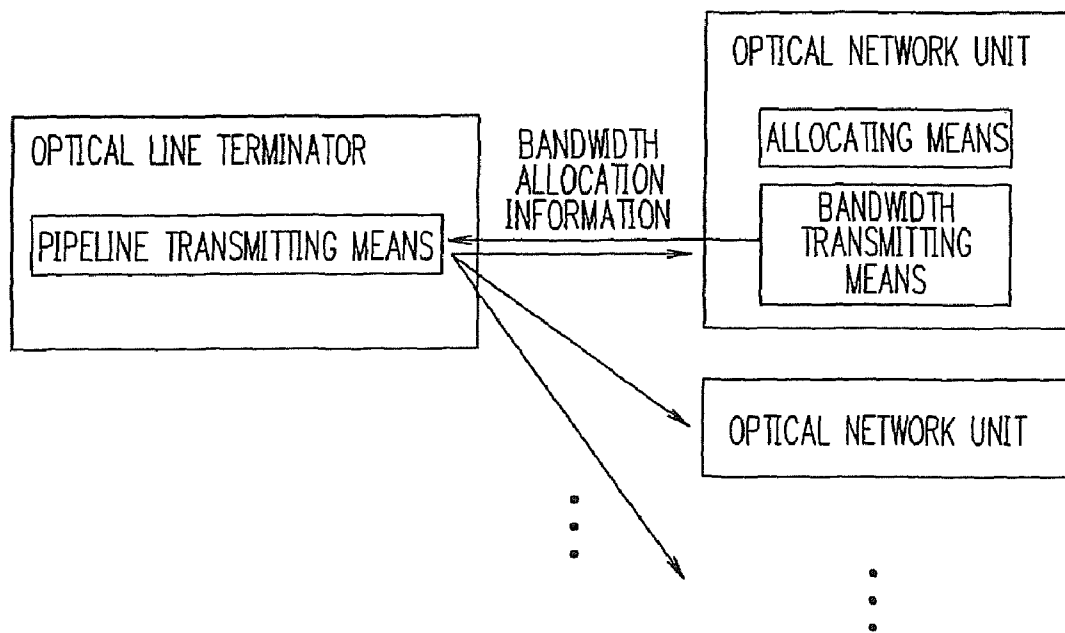 OPTICAL NETWORK UNIT
ALLOCATING MEANS
BANDWIDTH
TRANSMITTING
MEANS
OPTICAL LINE TERMINATOR
PIPELINE TRANSMITTING MEANS
BANDWIDTH
ALLOCATION
INFORMATION
OPTICAL NETWORK UNIT